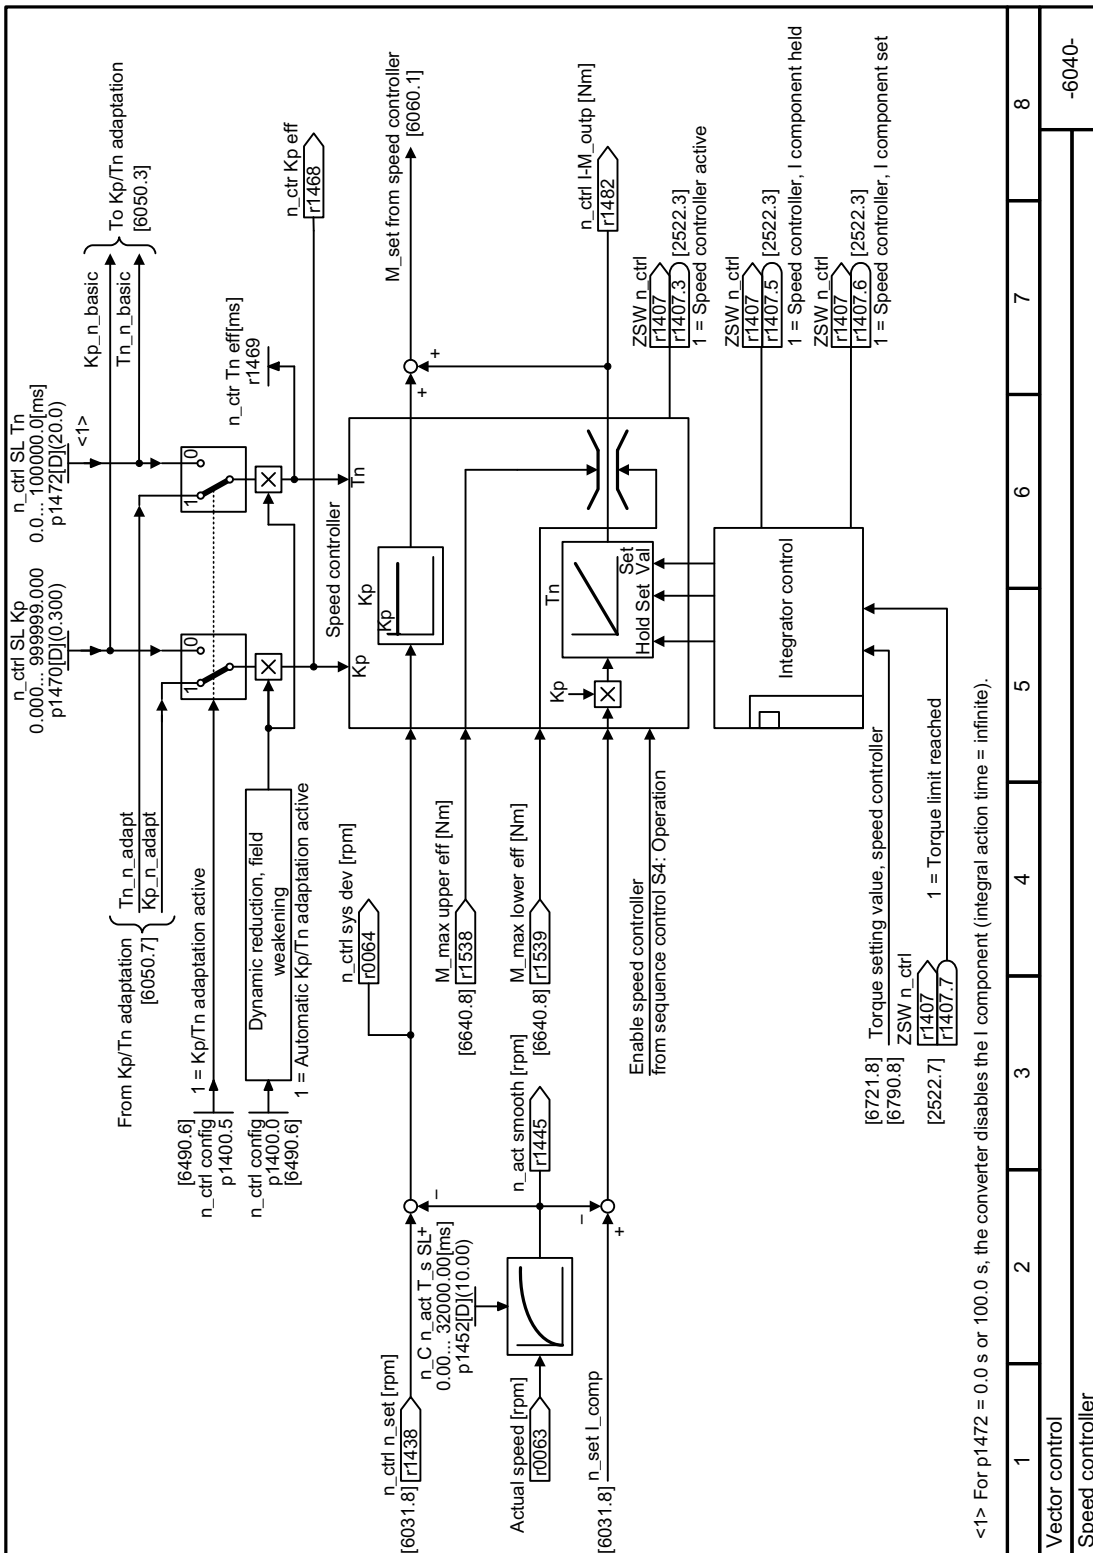 n_ctrl SL Kp
0.000... 999999.000
p1470[D](0.300)
n_ctrl SL Tn
0.0... 100000.0[ms]
p1472[D](20.0)
<1>
Kp_n_basic
Tn_n_basic
To Kp/Tn adaptation
[6050.3]
From Kp/Tn adaptation
[6050.7]
Tn_n_adapt
Kp_n_adapt
[6490.6]
n_ctrl config
p1400.5
1 = Kp/Tn adaptation active
1
0
1
0
n_ctrl config
p1400.0
[6490.6]
Dynamic reduction, field
weakening
1 = Automatic Kp/Tn adaptation active
n_ctr Tn eff[ms]
r1469
n_ctr Kp eff
r1468
n_ctrl n_set [rpm]
[6031.8] r1438
n_ctrl sys dev [rpm]
r0064
Speed controller
Kp
Tn
Kp
Kp
+
+
M_set from speed controller
[6060.1]
n_C n_act T_s SL
0.00... 32000.00[ms]
p1452[D](10.00)
+
–
M_max upper eff [Nm]
[6640.8] r1538
Actual speed [rpm]
r0063
n_act smooth [rpm]
r1445
M_max lower eff [Nm]
[6640.8] r1539
–
+
[6031.8] n_set I_comp
Kp
Tn
Hold Set
Set
Val
n_ctrl I-M_outp [Nm]
r1482
Enable speed controller
from sequence control S4: Operation
ZSW n_ctrl
r1407
r1407.3 [2522.3]
1 = Speed controller active
Integrator control
ZSW n_ctrl
r1407
r1407.5 [2522.3]
1 = Speed controller, I component held
ZSW n_ctrl
r1407
r1407.6 [2522.3]
1 = Speed controller, I component set
[6721.8] Torque setting value, speed controller
[6790.8]
ZSW n_ctrl
r1407
[2522.7] r1407.7
1 = Torque limit reached
<1> For p1472 = 0.0 s or 100.0 s, the converter disables the I component (integral action time = infinite).
1 2 3 4 5 6 7 8
Vector control
Speed controller
-6040-